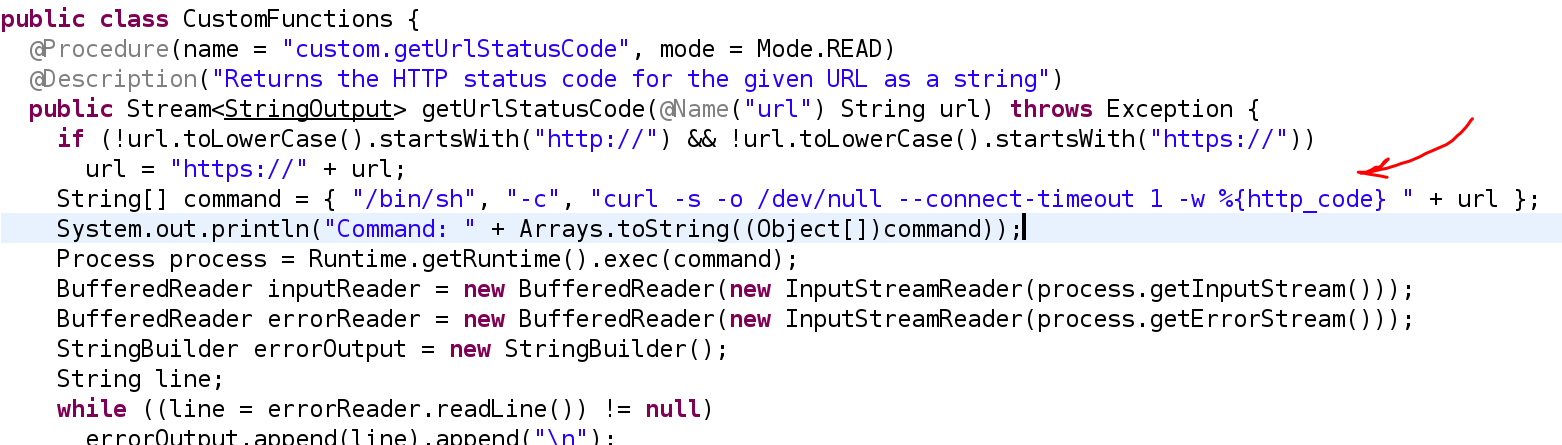 public class CustomFunctions {
  @Procedure(name = "custom.getUrlStatusCode", mode = Mode.READ)
  @Description("Returns the HTTP status code for the given URL as a string")
  public Stream<StringOutput> getUrlStatusCode(@Name("url") String url) throws Exception {
    if (!url.toLowerCase().startsWith("http://") && !url.toLowerCase().startsWith("https://"))
      url = "https://" + url;
    String[] command = { "/bin/sh", "-c", "curl -s -o /dev/null --connect-timeout 1 -w %{http_code} " + url };
    System.out.println("Command: " + Arrays.toString((Object[])command));
    Process process = Runtime.getRuntime().exec(command);
    BufferedReader inputReader = new BufferedReader(new InputStreamReader(process.getInputStream()));
    BufferedReader errorReader = new BufferedReader(new InputStreamReader(process.getErrorStream()));
    StringBuilder errorOutput = new StringBuilder();
    String line;
    while ((line = errorReader.readLine()) != null)
      errorOutput.append(line).append("\n");